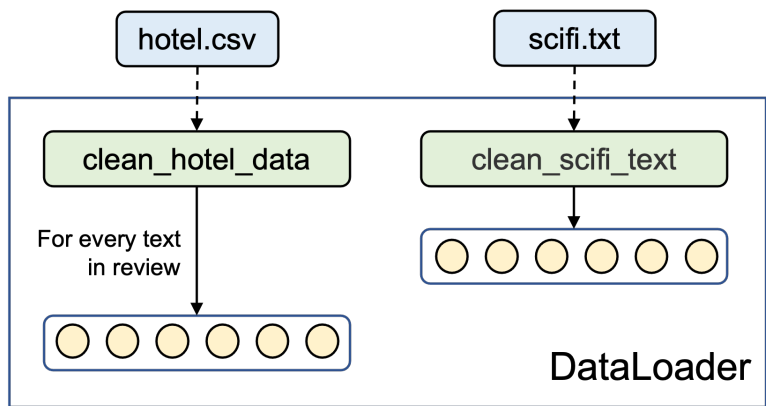 hotel.csv
scifi.txt
clean_hotel_data
clean_scifi_text
For every text
in review
DataLoader